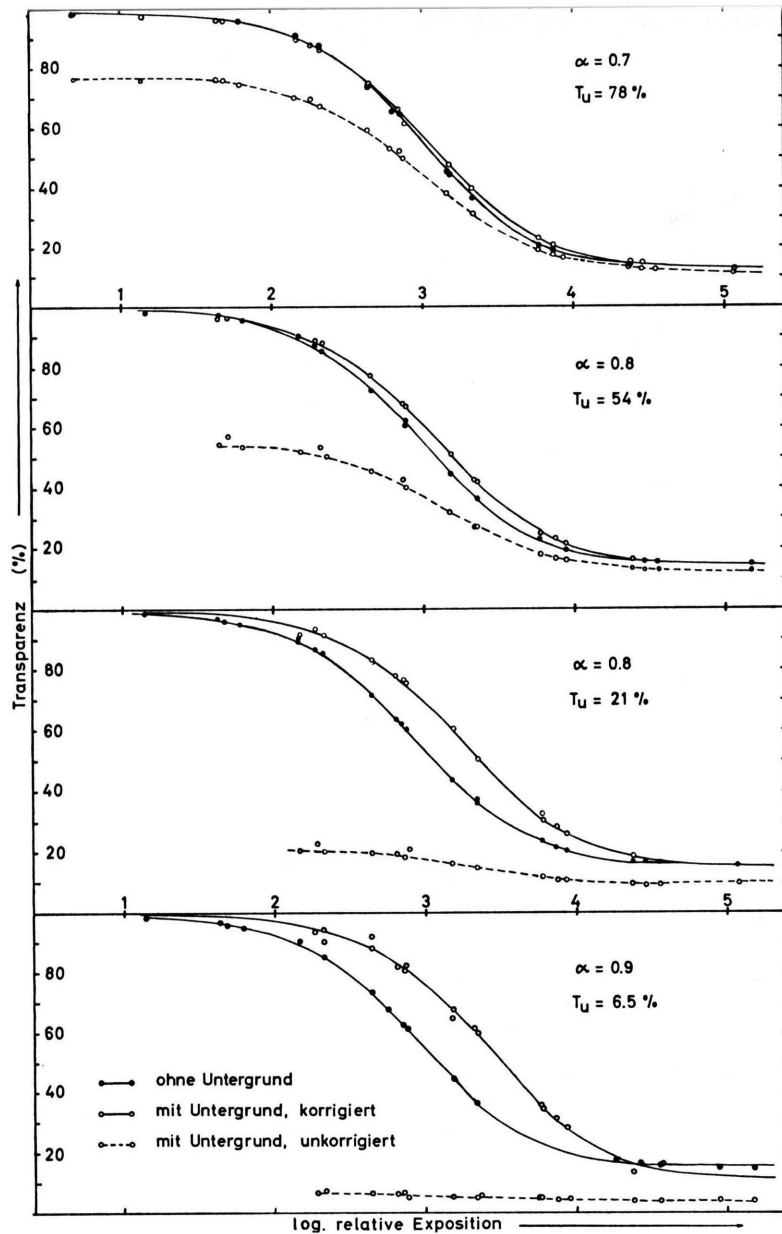 80
60
40
20
α = 0.7
Tu = 78 %
1 2 3 4 5
80
60
40
20
α = 0.8
Tu = 54 %
Transparenz (%)
80
60
40
20
α = 0.8
Tu = 21 %
1 2 3 4 5
80
60
40
20
α = 0.9
Tu = 6.5 %
ohne Untergrund
mit Untergrund, korrigiert
mit Untergrund, unkorrigiert
log. relative Exposition